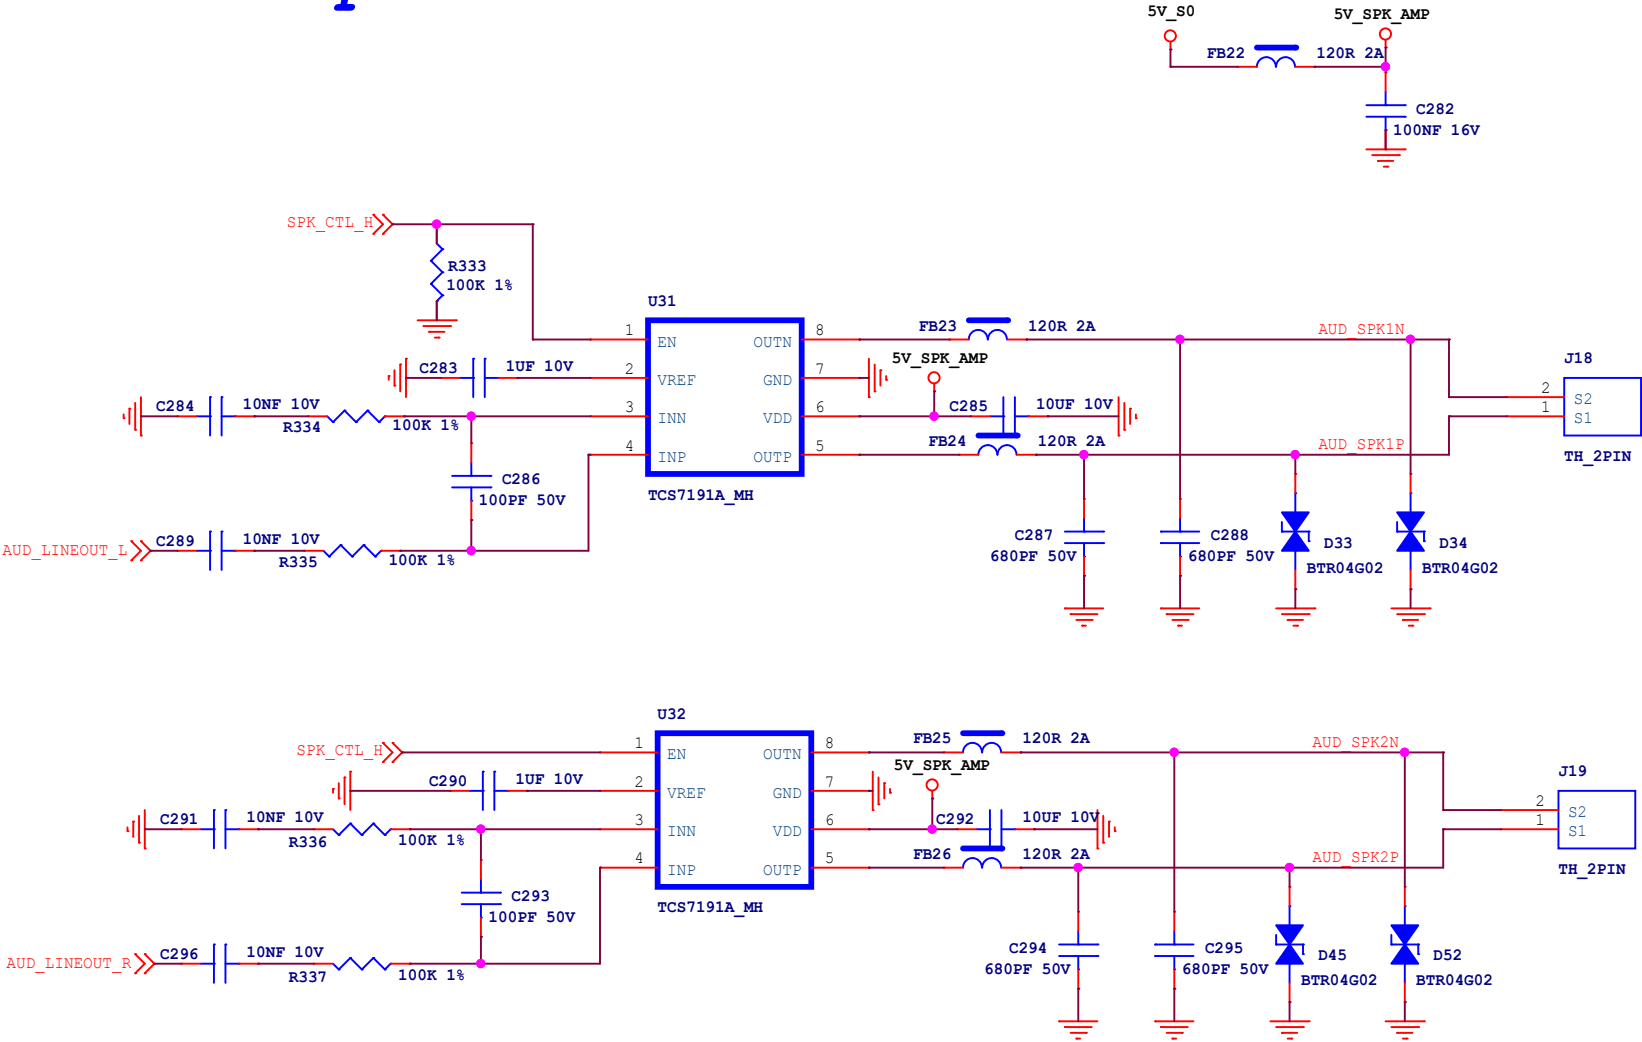 5V_S0
5V_SPK_AMP
FB22
120R 2A
C282
100NF 16V
SPK_CTL_H
R333
100K 1%
U31
1
EN
OUTN
8
FB23
120R 2A
AUD_SPK1N
C283
1UF 10V
2
VREF
GND
7
5V_SPK_AMP
J18
C284
10NF 10V
R334
100K 1%
3
INN
VDD
6
C285
10UF 10V
2
S2
1
S1
4
INP
OUTP
5
FB24
120R 2A
AUD_SPK1P
TH_2PIN
C286
100PF 50V
TCS7191A_MH
AUD_LINEOUT_L
C289
10NF 10V
R335
100K 1%
C287
680PF 50V
C288
680PF 50V
D33
BTR04G02
D34
BTR04G02
U32
SPK_CTL_H
1
EN
OUTN
8
FB25
120R 2A
AUD_SPK2N
C290
1UF 10V
2
VREF
GND
7
5V_SPK_AMP
J19
C291
10NF 10V
R336
100K 1%
3
INN
VDD
6
C292
10UF 10V
2
S2
1
S1
4
INP
OUTP
5
FB26
120R 2A
AUD_SPK2P
TH_2PIN
C293
100PF 50V
TCS7191A_MH
AUD_LINEOUT_R
C296
10NF 10V
R337
100K 1%
C294
680PF 50V
C295
680PF 50V
D45
BTR04G02
D52
BTR04G02